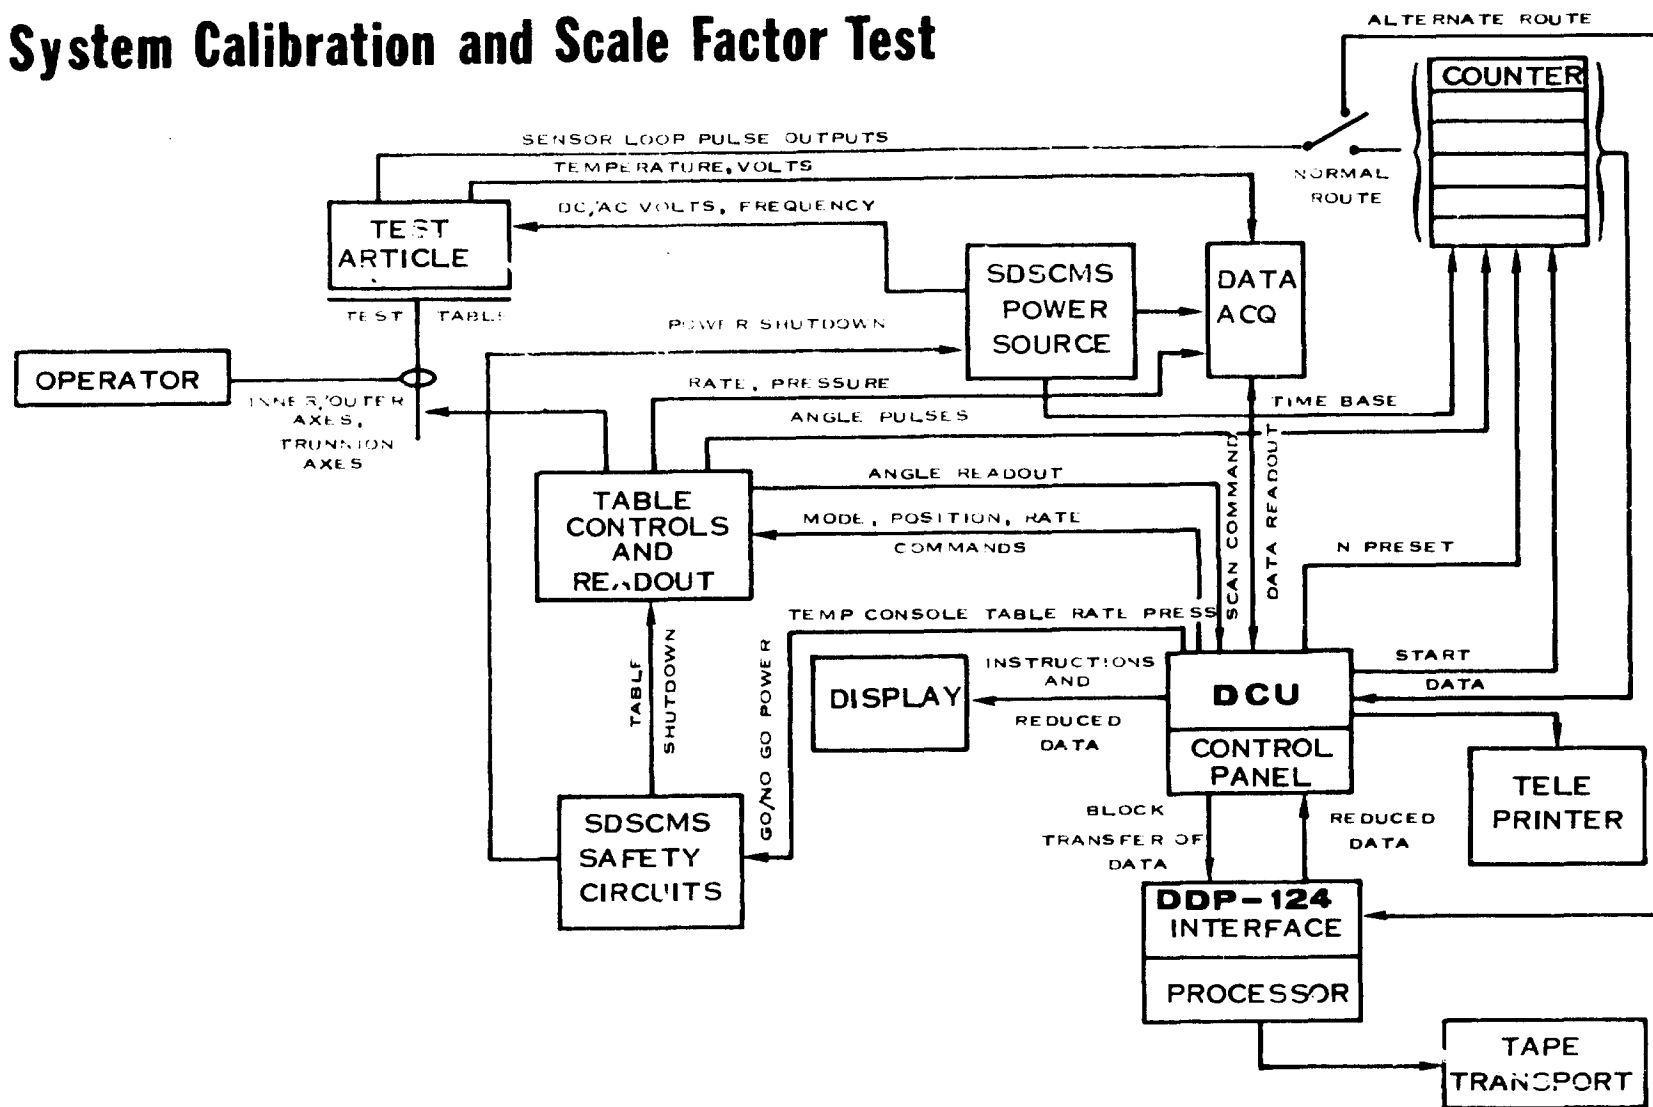 System Calibration and Scale Factor Test
ALTERNATE ROUTE
COUNTER
SENSOR LOOP PULSE OUTPUTS
TEMPERATURE, VOLTS
NORMAL
ROUTE
DC/AC VOLTS, FREQUENCY
TEST
ARTICLE
TEST TABLE
SDSCMS
POWER
SOURCE
DATA
ACQ
POWER SHUTDOWN
OPERATOR
INNER/OUTER
AXES,
TRUNNION
AXES
RATE, PRESSURE
ANGLE PULSES
TIME BASE
SCAN COMMAND
DATA READOUT
ANGLE READOUT
TABLE
CONTROLS
AND
READOUT
MODE, POSITION, RATE
COMMANDS
N PRESET
TEMP CONSOLE TABLE RATE PRESS
GO/NO GO POWER
TABLE
SHUTDOWN
DISPLAY
INSTRUCTIONS
AND
REDUCED
DATA
DCU
CONTROL
PANEL
START
DATA
TELE
PRINTER
SDSCMS
SAFETY
CIRCUITS
BLOCK
TRANSFER OF
DATA
REDUCED
DATA
DDP-124
INTERFACE
PROCESSOR
TAPE
TRANSPORT